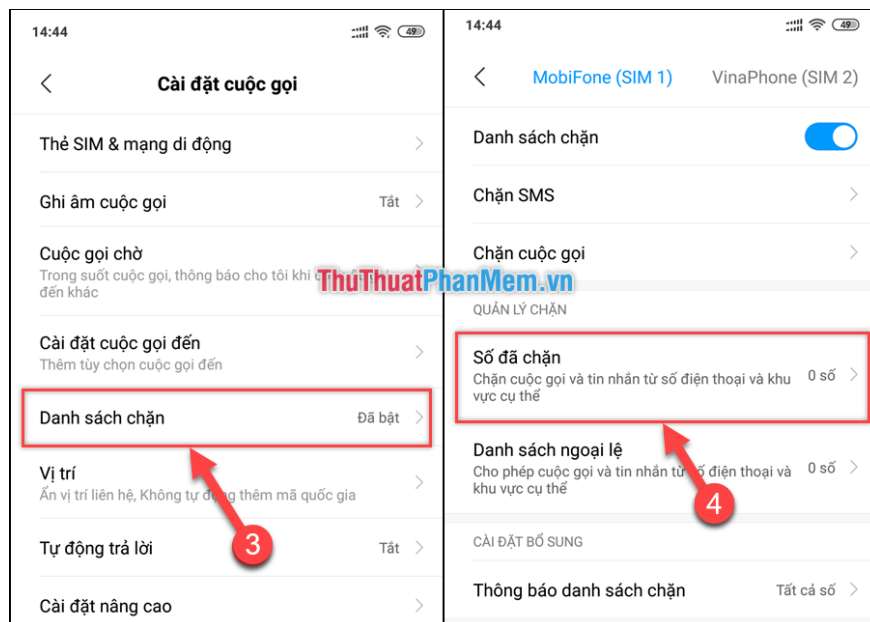 14:44
49
Cài đặt cuộc gọi
Thẻ SIM & mạng di động
Ghi âm cuộc gọi
Tắt
Cuộc gọi chờ
Trong suốt cuộc gọi, thông báo cho tôi khi
đến khác
Cài đặt cuộc gọi đến
Thêm tùy chọn cuộc gọi đến
Danh sách chặn
Đã bật
Vị trí
Ẩn vị trí liên hệ, Không tự động thêm mã quốc gia
3
Tự động trả lời
Tắt
Cài đặt nâng cao
ThuThuatPhanMem.vn
14:44
49
MobiFone (SIM 1)
VinaPhone (SIM 2)
Danh sách chặn
Chặn SMS
Chặn cuộc gọi
QUẢN LÝ CHẶN
Số đã chặn
Chặn cuộc gọi và tin nhắn từ số điện thoại và khu
vực cụ thể
0 số
Danh sách ngoại lệ
Cho phép cuộc gọi và tin nhắn từ số điện thoại và
khu vực cụ thể
0 số
4
CÀI ĐẶT BỔ SUNG
Thông báo danh sách chặn
Tất cả số